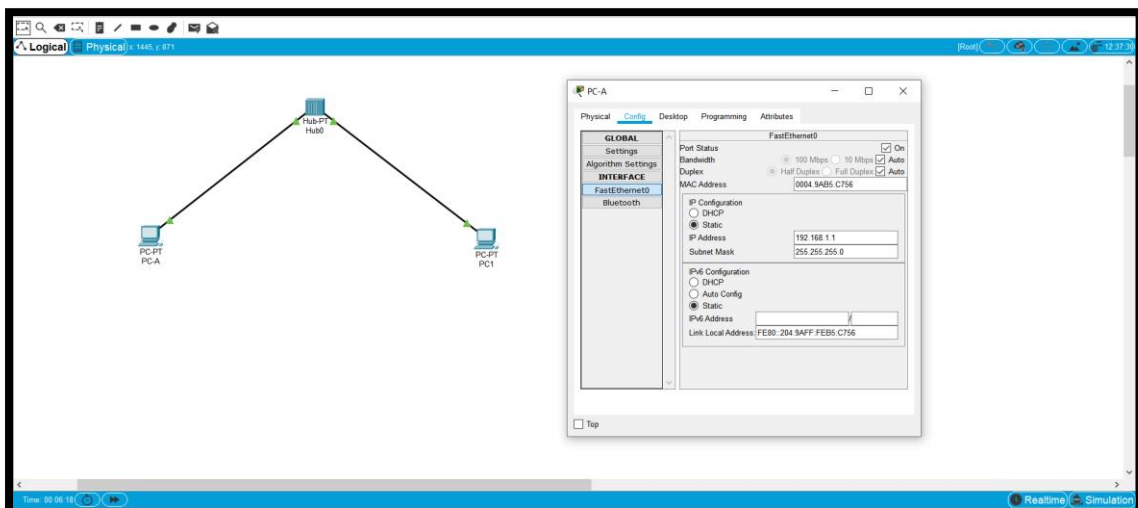 Logical Physical x: 1445, y: 871 [Root] 12:37:30
Hub-PT
Hub0
PC-PT
PC-A
PC-PT
PC1
PC-A
Physical Config Desktop Programming Attributes
GLOBAL
Settings
Algorithm Settings
INTERFACE
FastEthernet0
Bluetooth
FastEthernet0
Port Status On
Bandwidth 100 Mbps 10 Mbps Auto
Duplex Half Duplex Full Duplex Auto
MAC Address 0004.9AB5.C756
IP Configuration
DHCP
Static
IP Address 192.168.1.1
Subnet Mask 255.255.255.0
IPv6 Configuration
DHCP
Auto Config
Static
IPv6 Address /
Link Local Address: FE80::204:9AFF:FEB5:C756
Top
Time: 00:06:18 Realtime Simulation